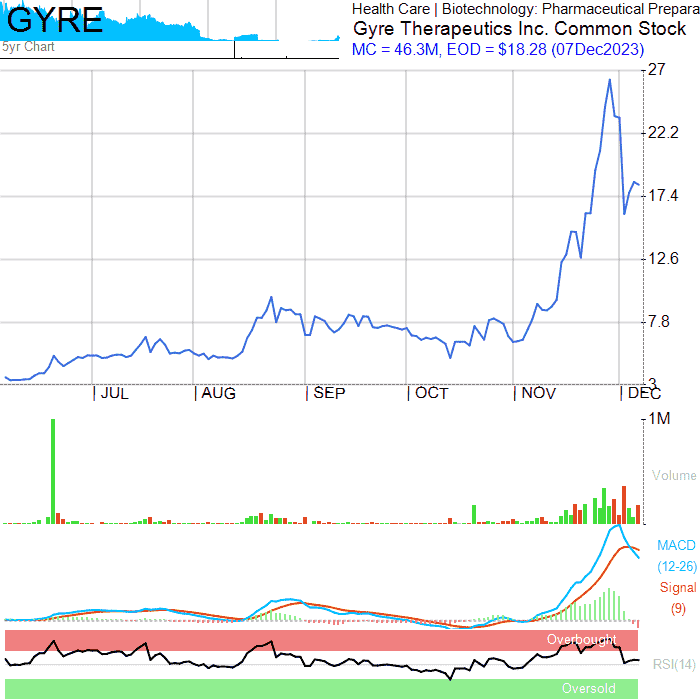 GYRE
5yr Chart
Health Care | Biotechnology: Pharmaceutical Prepara
Gyre Therapeutics Inc. Common Stock
MC = 46.3M, EOD = $18.28 (07Dec2023)
27
22.2
17.4
12.6
7.8
3
JUL AUG SEP OCT NOV DEC
1M
Volume
MACD
(12-26)
Signal
(9)
Overbought
RSI(14)
Oversold